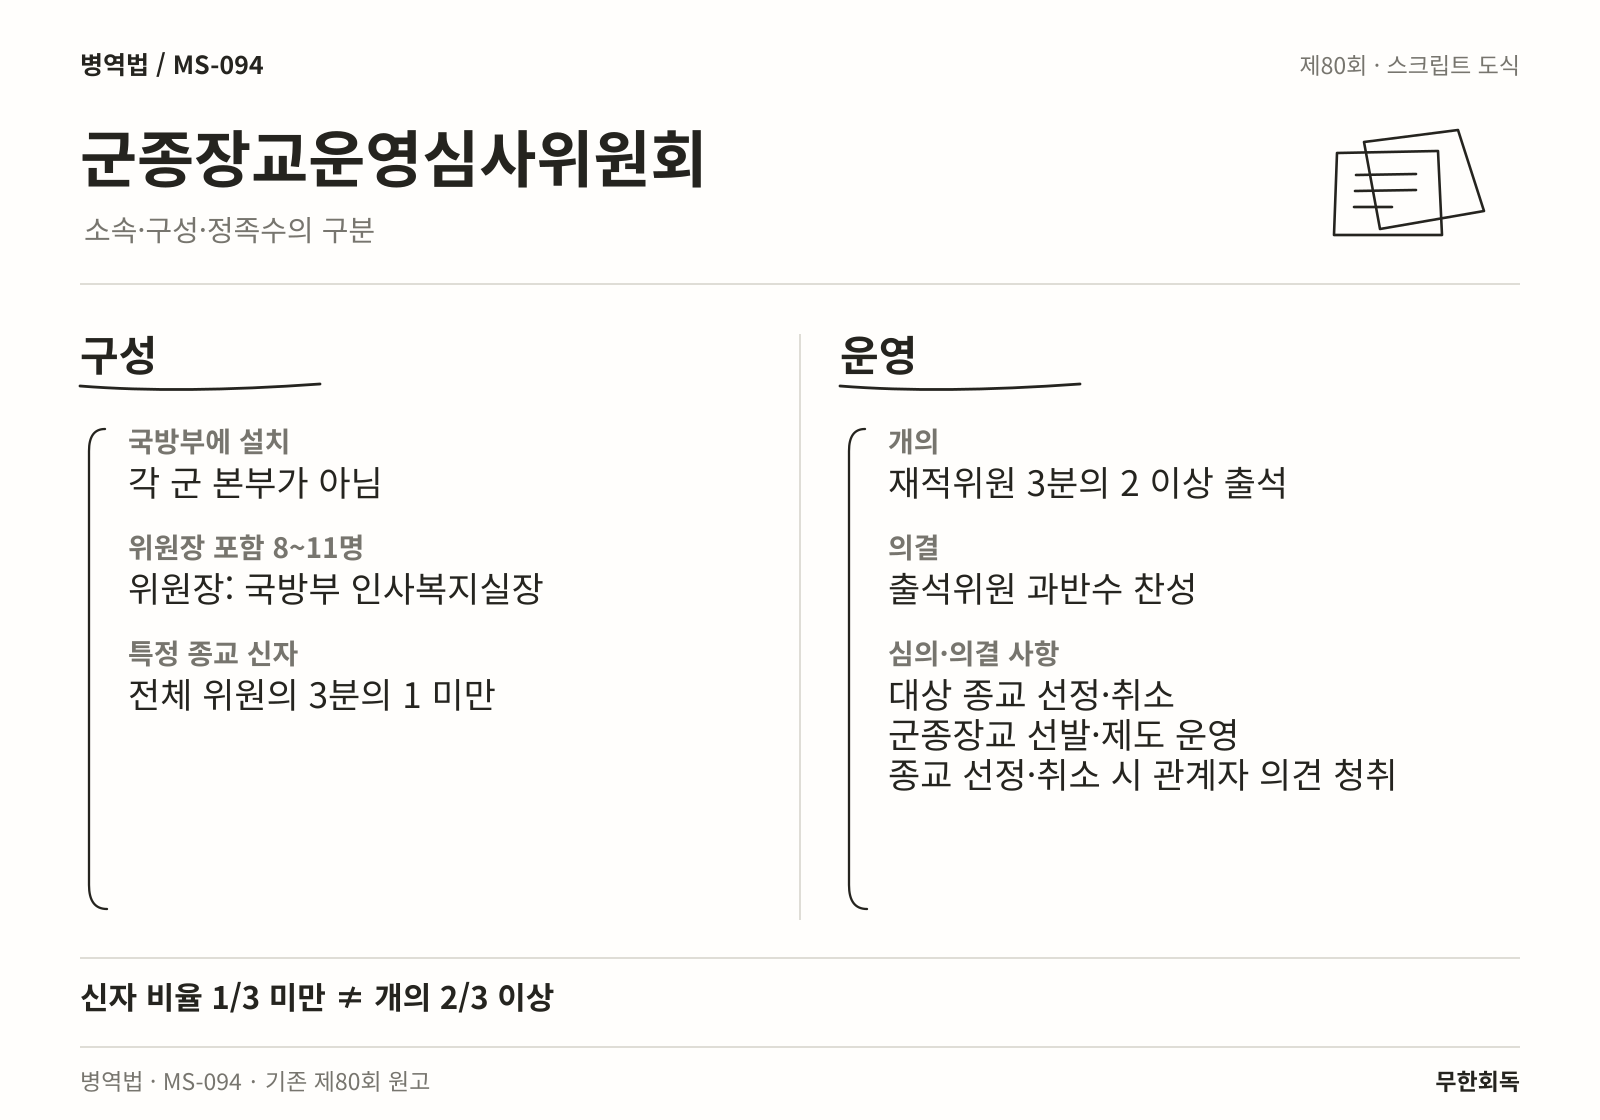 병역법 / MS-094
제80회 · 스크립트 도식
군종장교운영심사위원회
소속·구성·정족수의 구분
구성
국방부에 설치
각 군 본부가 아님
위원장 포함 8~11명
위원장: 국방부 인사복지실장
특정 종교 신자
전체 위원의 3분의 1 미만
운영
개의
재적위원 3분의 2 이상 출석
의결
출석위원 과반수 찬성
심의·의결 사항
대상 종교 선정·취소
군종장교 선발·제도 운영
종교 선정·취소 시 관계자 의견 청취
신자 비율 1/3 미만 ≠ 개의 2/3 이상
병역법 · MS-094 · 기존 제80회 원고
무한회독